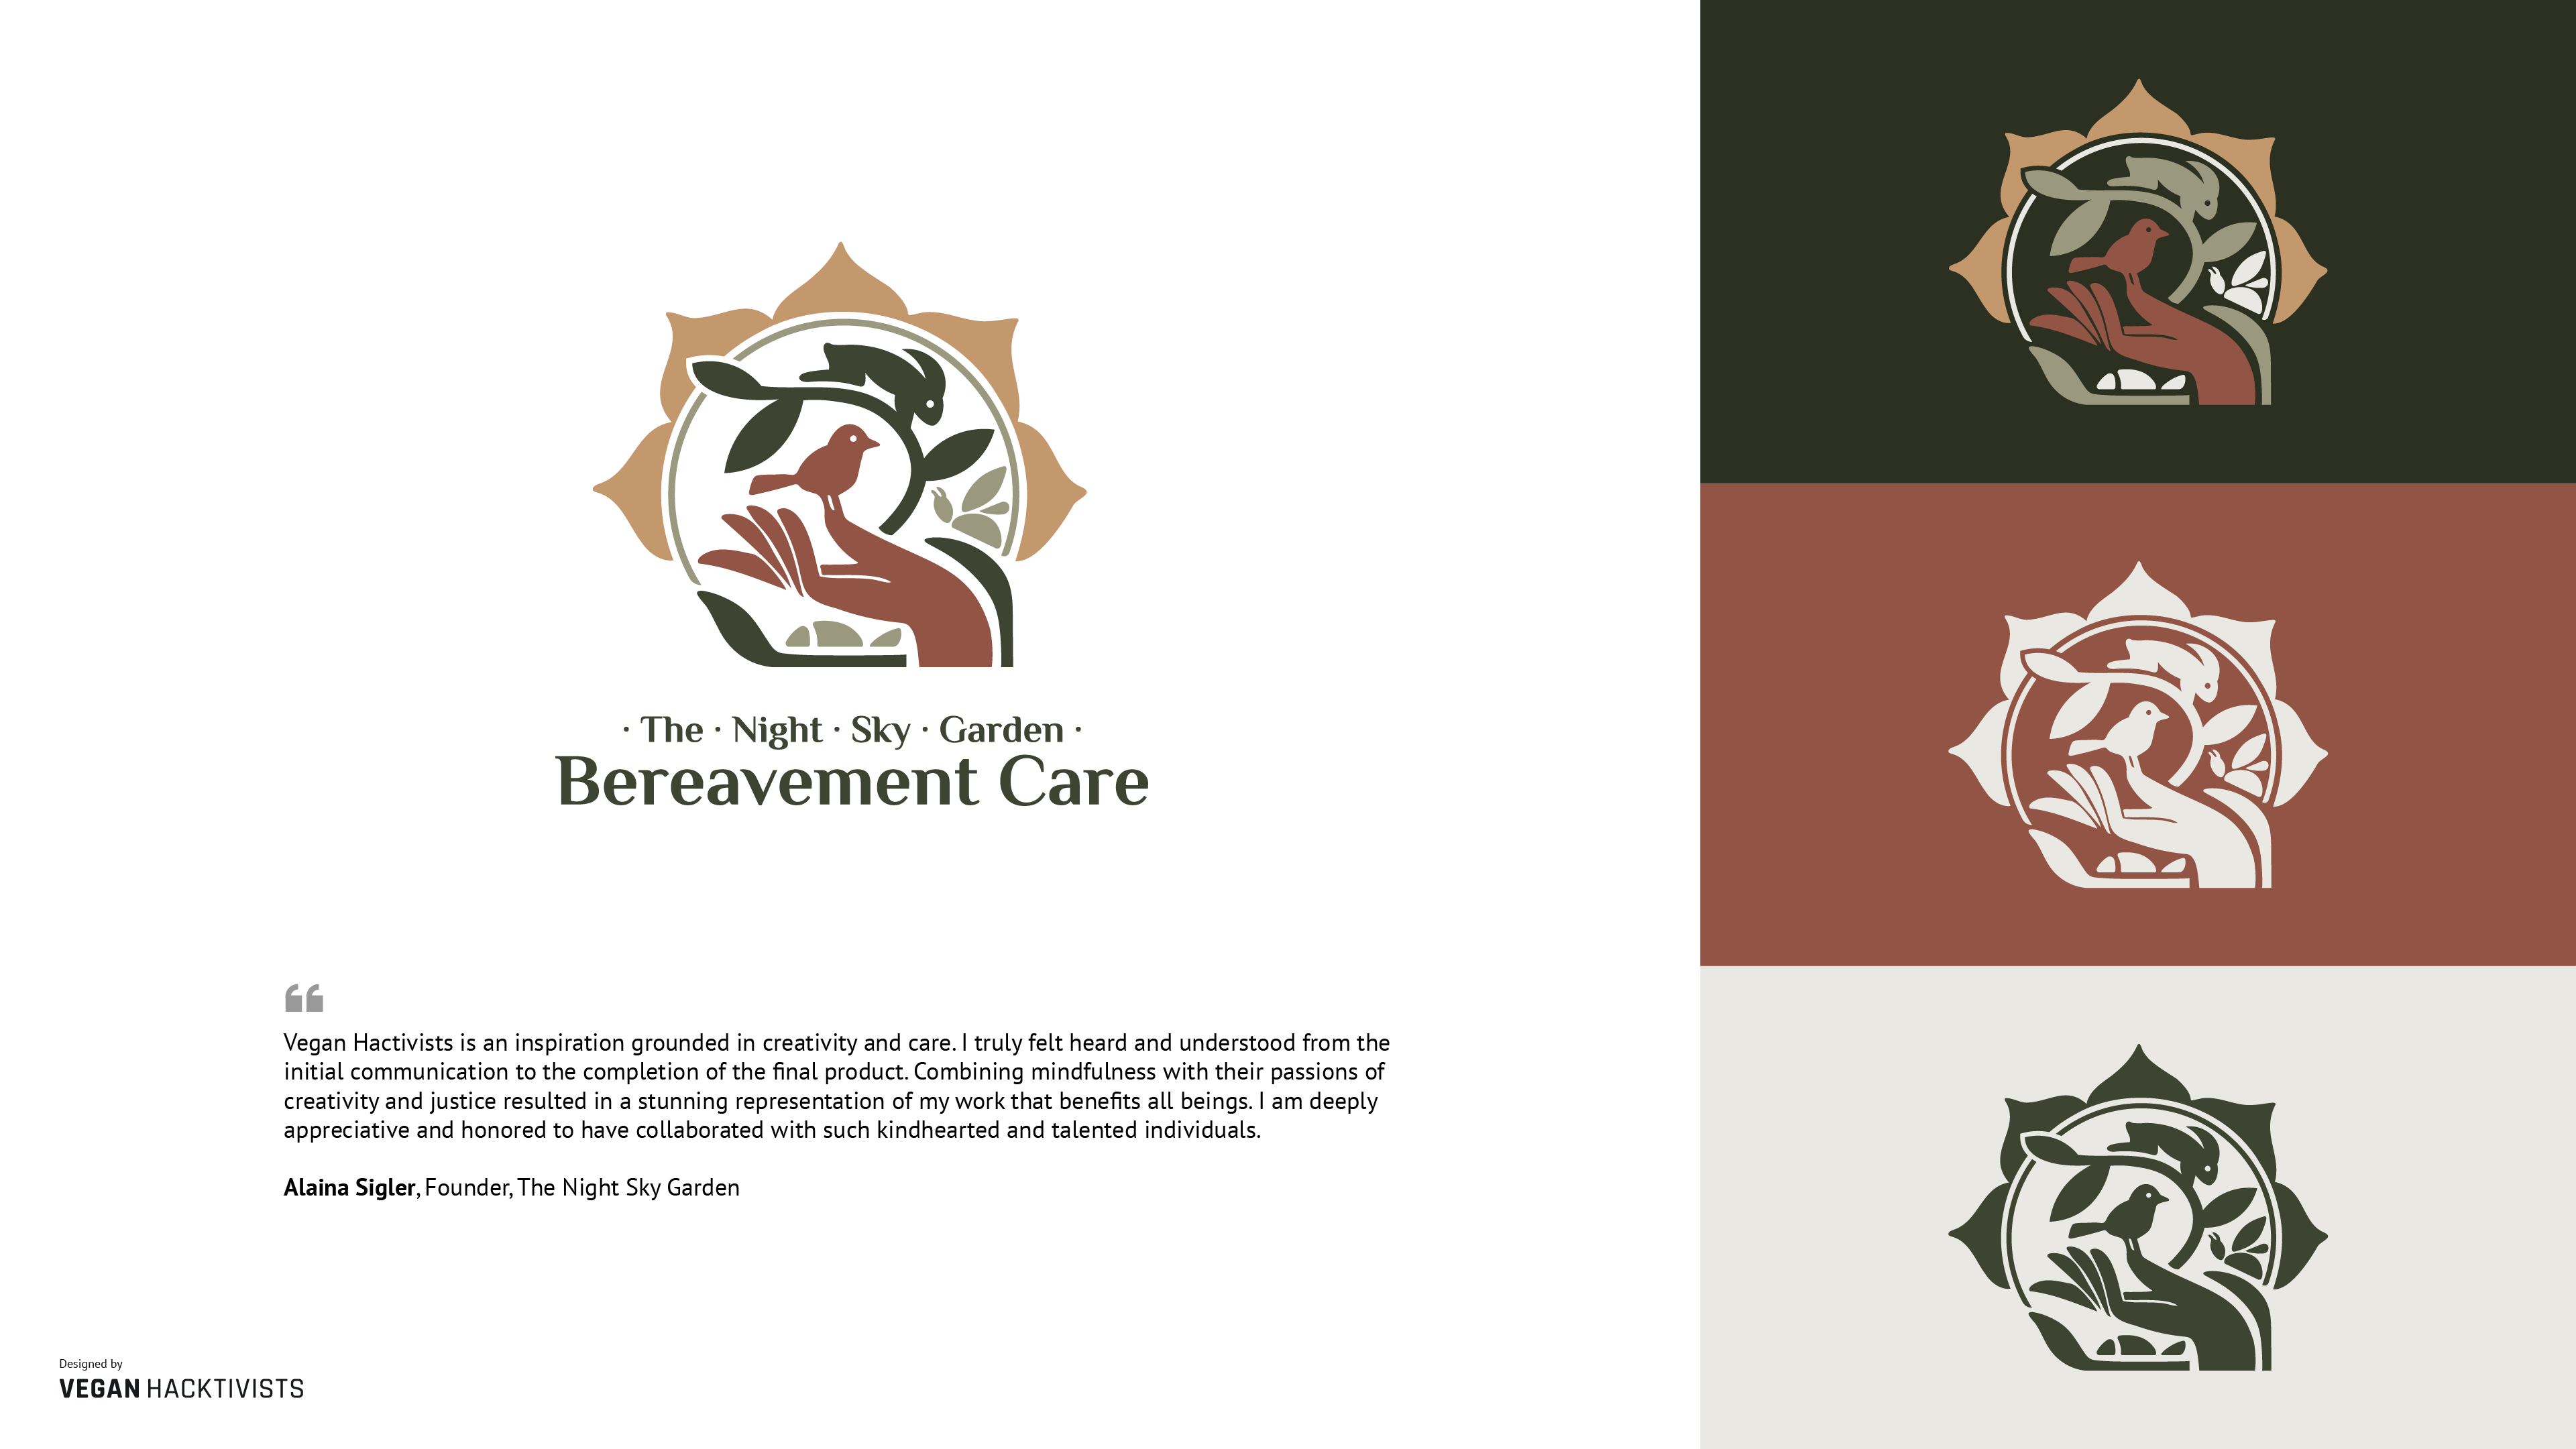 · The · Night · Sky · Garden ·
Bereavement Care
“
Vegan Hactivists is an inspiration grounded in creativity and care. I truly felt heard and understood from the
initial communication to the completion of the final product. Combining mindfulness with their passions of
creativity and justice resulted in a stunning representation of my work that benefits all beings. I am deeply
appreciative and honored to have collaborated with such kindhearted and talented individuals.
Alaina Sigler, Founder, The Night Sky Garden
Designed by
VEGAN HACKTIVISTS